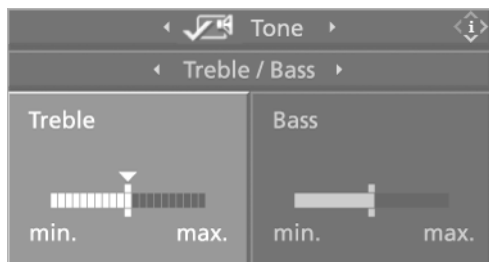 Tone
i
Treble / Bass
Treble
Bass
min. max.
min. max.